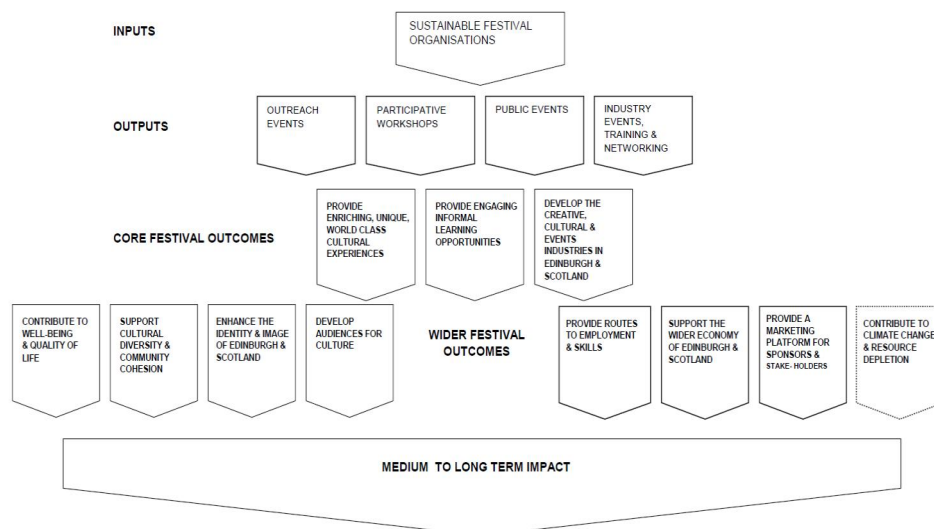 INPUTS
SUSTAINABLE FESTIVAL
ORGANISATIONS
OUTPUTS
OUTREACH
EVENTS
PARTICIPATIVE
WORKSHOPS
PUBLIC EVENTS
INDUSTRY
EVENTS,
TRAINING &
NETWORKING
CORE FESTIVAL OUTCOMES
PROVIDE
ENRICHING, UNIQUE,
WORLD CLASS
CULTURAL
EXPERIENCES
PROVIDE ENGAGING
INFORMAL
LEARNING
OPPORTUNITIES
DEVELOP THE
CREATIVE,
CULTURAL &
EVENTS
INDUSTRIES IN
EDINBURGH &
SCOTLAND
CONTRIBUTE TO
WELL-BEING
& QUALITY OF
LIFE
SUPPORT
CULTURAL
DIVERSITY &
COMMUNITY
COHESION
ENHANCE THE
IDENTITY & IMAGE
OF EDINBURGH &
SCOTLAND
DEVELOP
AUDIENCES FOR
CULTURE
WIDER FESTIVAL
OUTCOMES
PROVIDE ROUTES
TO EMPLOYMENT
& SKILLS
SUPPORT THE
WIDER ECONOMY
OF EDINBURGH &
SCOTLAND
PROVIDE A
MARKETING
PLATFORM FOR
SPONSORS &
STAKE- HOLDERS
CONTRIBUTE TO
CLIMATE CHANGE
& RESOURCE
DEPLETION
MEDIUM TO LONG TERM IMPACT